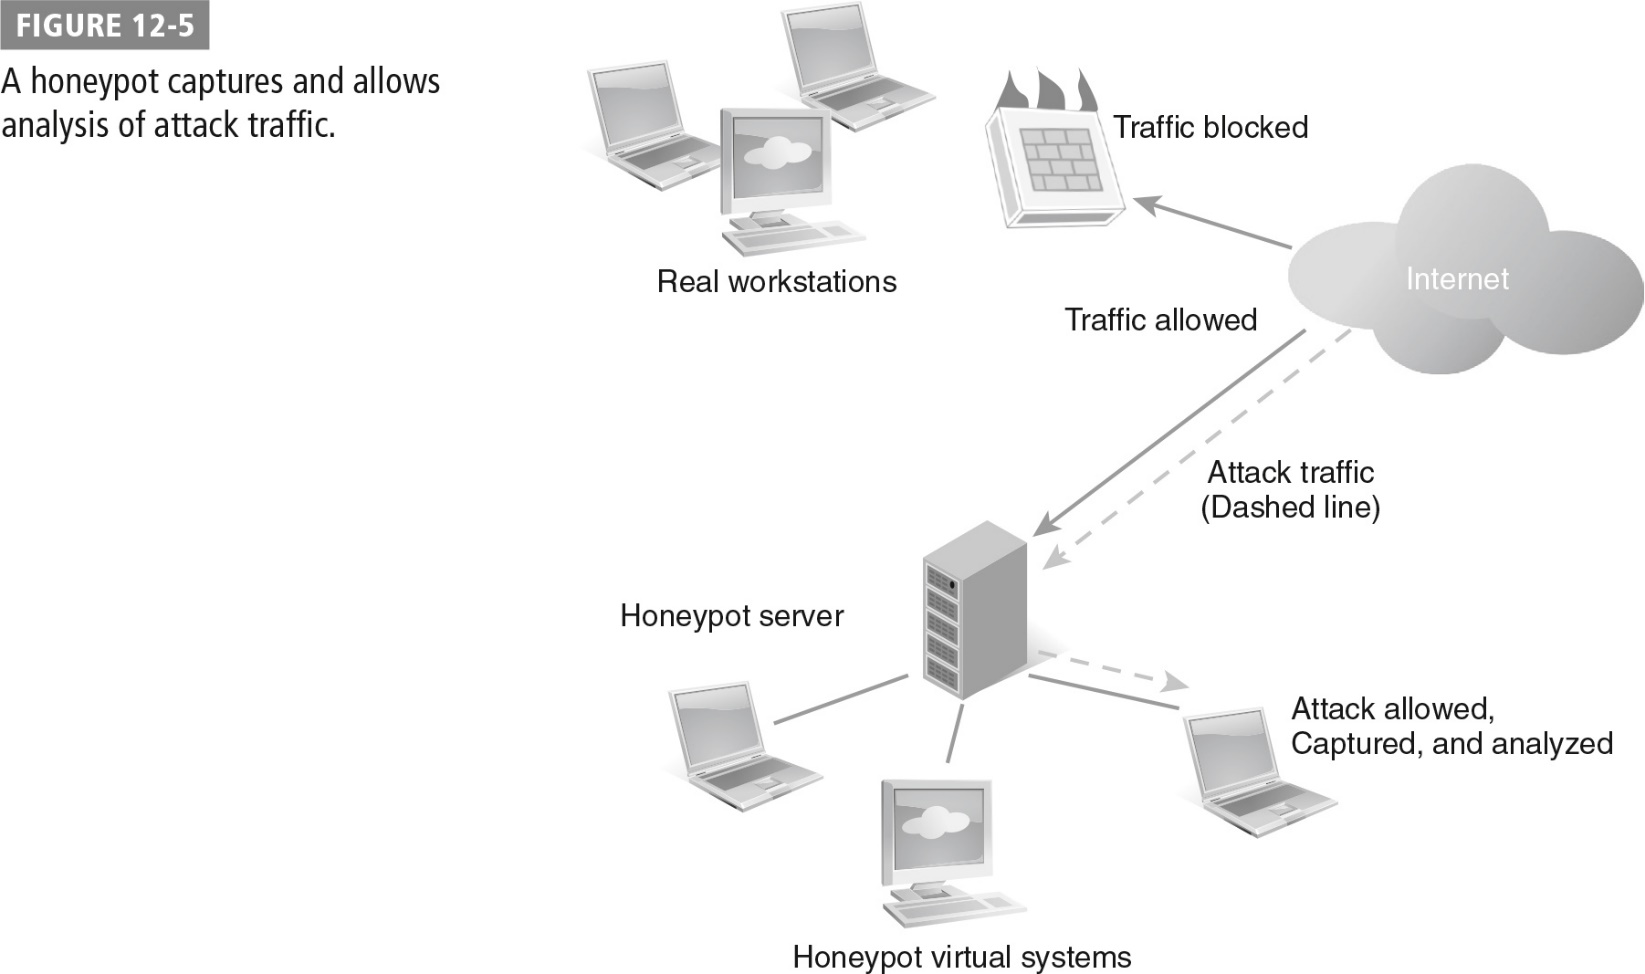 FIGURE 12-5
A honeypot captures and allows
analysis of attack traffic.
Traffic blocked
Real workstations
Internet
Traffic allowed
Attack traffic
(Dashed line)
Honeypot server
Attack allowed,
Captured, and analyzed
Honeypot virtual systems